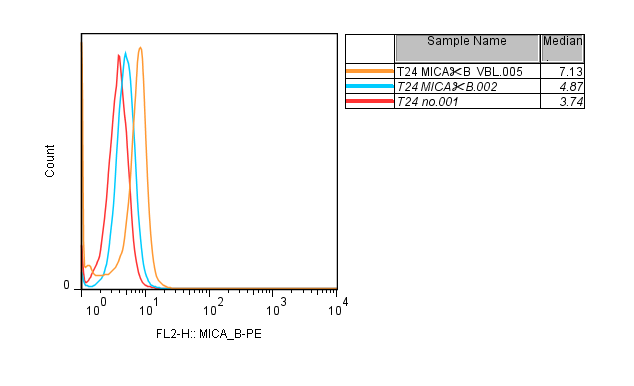 Sample Name Median
T24 MICA⯼B VBL.005 7.13
T24 MICA⯼B.002 4.87
T24 no.001 3.74
Count
0
10^0 10^1 10^2 10^3 10^4
FL2-H:: MICA_B-PE